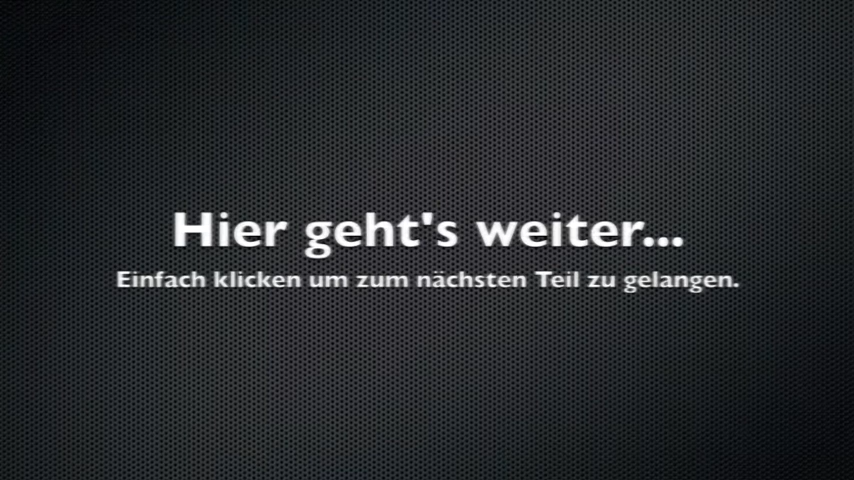 Hier geht's weiter...
Einfach klicken um zum nächsten Teil zu gelangen.